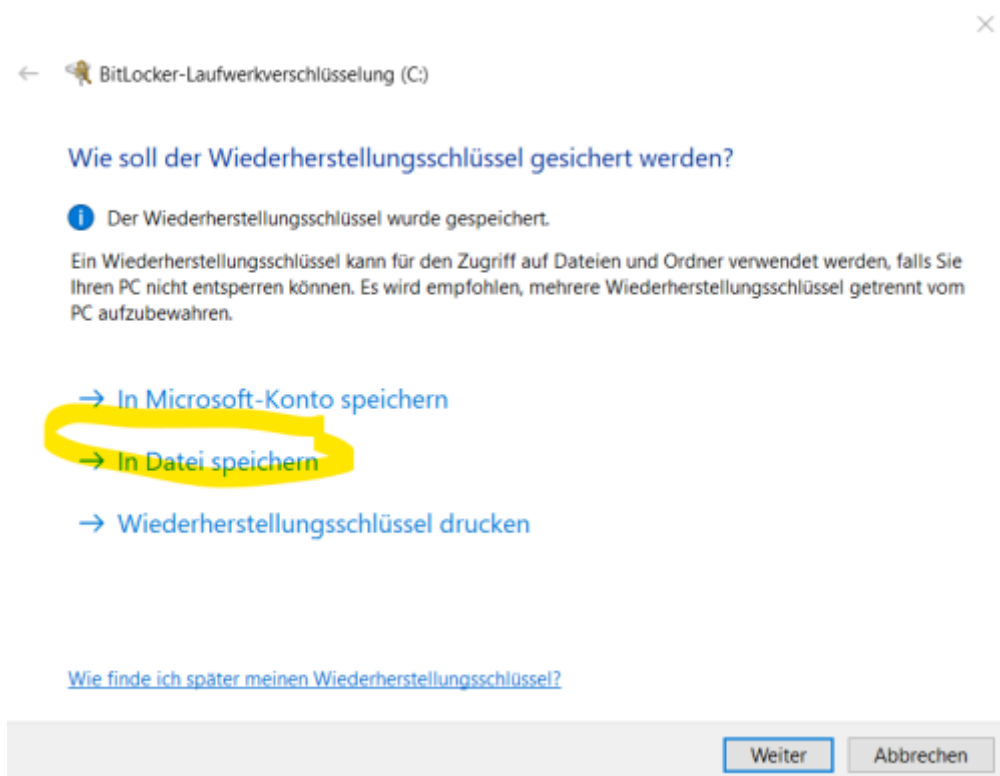 BitLocker-Laufwerkverschlüsselung (C:)
Wie soll der Wiederherstellungsschlüssel gesichert werden?
Der Wiederherstellungsschlüssel wurde gespeichert.
Ein Wiederherstellungsschlüssel kann für den Zugriff auf Dateien und Ordner verwendet werden, falls Sie
Ihren PC nicht entsperren können. Es wird empfohlen, mehrere Wiederherstellungsschlüssel getrennt vom
PC aufzubewahren.
In Microsoft-Konto speichern
In Datei speichern
Wiederherstellungsschlüssel drucken
Wie finde ich später meinen Wiederherstellungsschlüssel?
Weiter Abbrechen